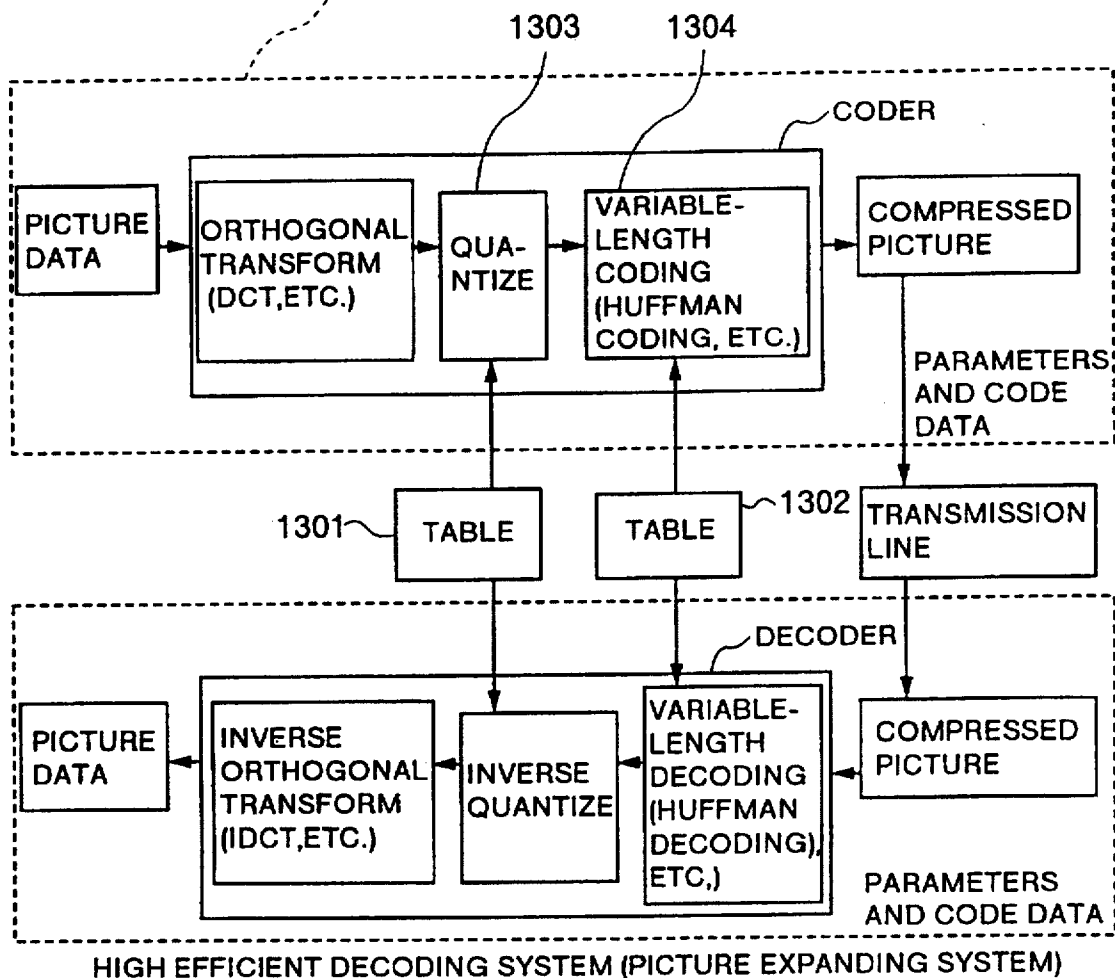 1303
1304
CODER
PICTURE
DATA
ORTHOGONAL
TRANSFORM
(DCT,ETC.)
QUA-
NTIZE
VARIABLE-
LENGTH
CODING
(HUFFMAN
CODING, ETC.)
COMPRESSED
PICTURE
PARAMETERS
AND CODE
DATA
1301
TABLE
TABLE
1302
TRANSMISSION
LINE
DECODER
PICTURE
DATA
INVERSE
ORTHOGONAL
TRANSFORM
(IDCT,ETC.)
INVERSE
QUANTIZE
VARIABLE-
LENGTH
DECODING
(HUFFMAN
DECODING),
ETC,)
COMPRESSED
PICTURE
PARAMETERS
AND CODE DATA
HIGH EFFICIENT DECODING SYSTEM (PICTURE EXPANDING SYSTEM)